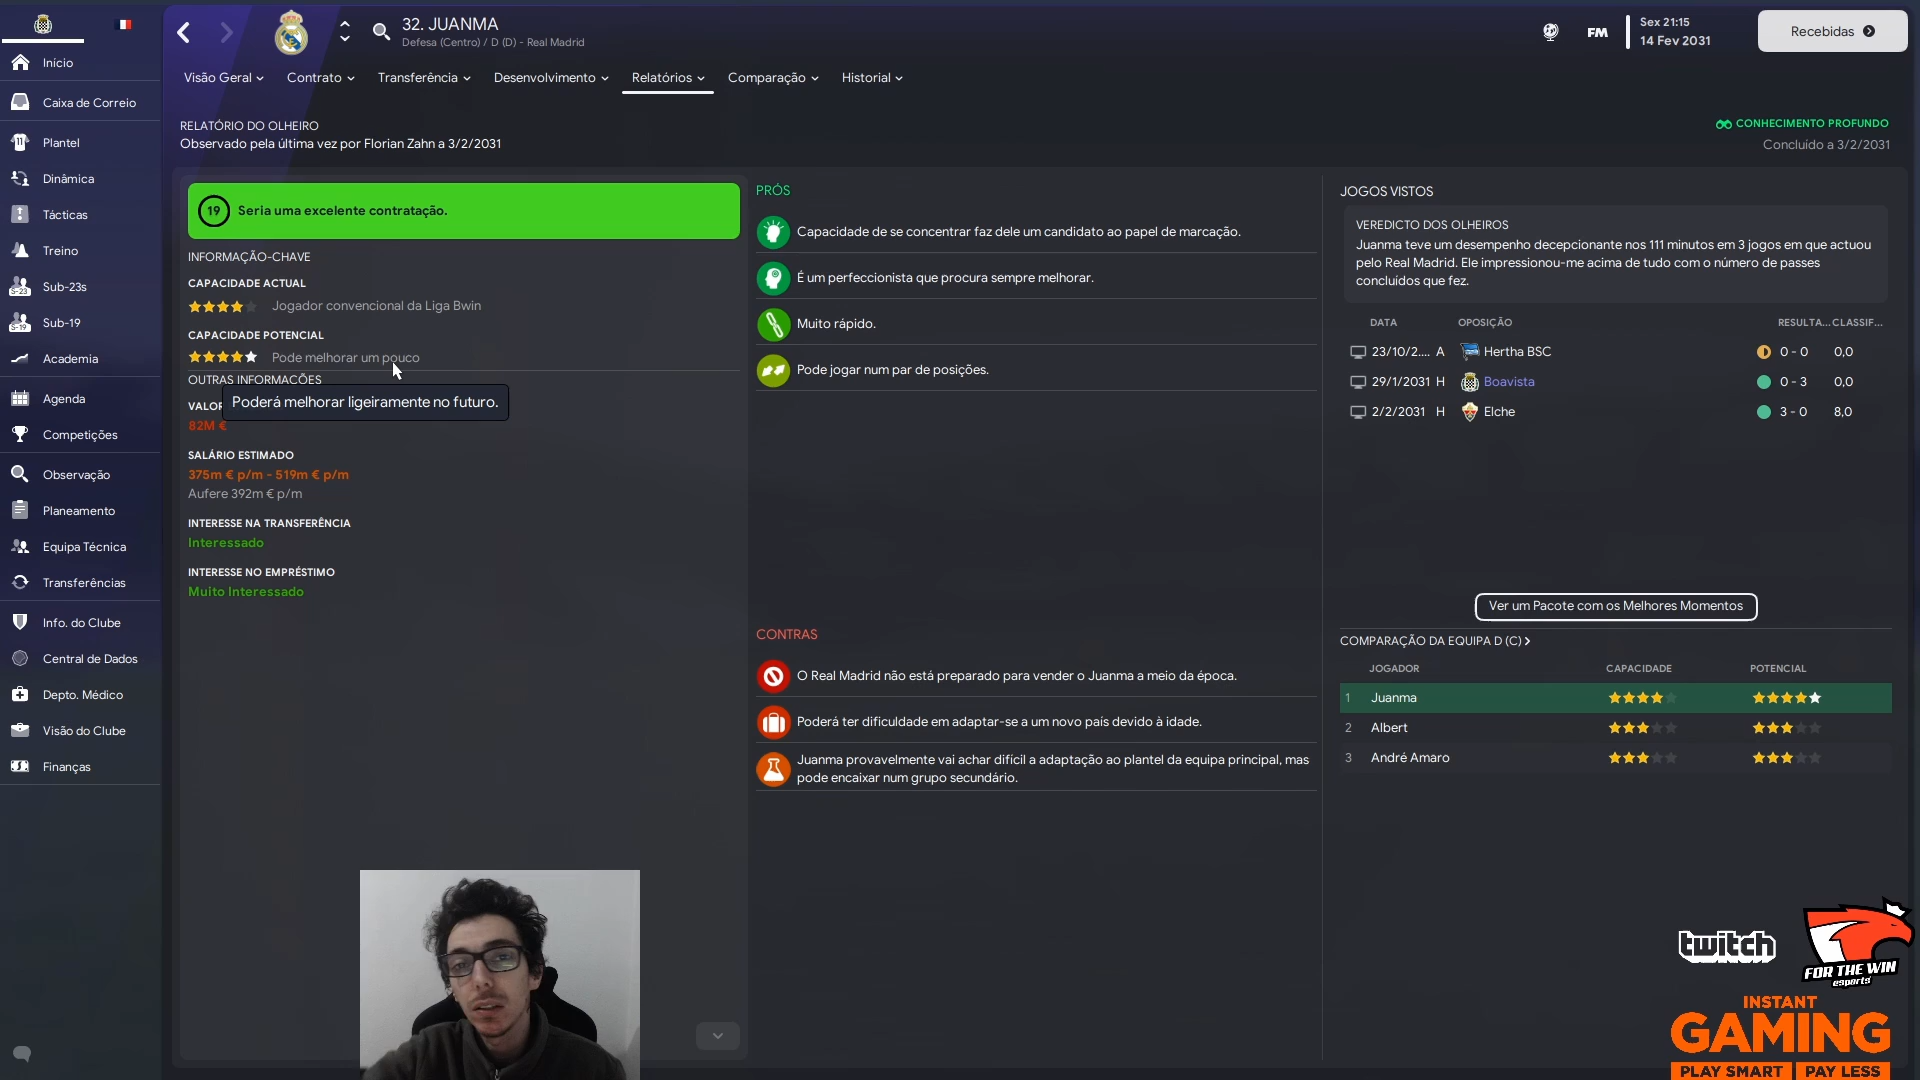 32. JUANMA
Defesa (Centro) / D (D) - Real Madrid
FM
Sex 21:15
14 Fev 2031
Recebidas
Visão Geral
Contrato
Transferência
Desenvolvimento
Relatórios
Comparação
Historial
Início
Caixa de Correio
Plantel
Dinâmica
Tácticas
Treino
Sub-23s
Sub-19
Academia
Agenda
Competições
Observação
Planeamento
Equipa Técnica
Transferências
Info. do Clube
Central de Dados
Depto. Médico
Visão do Clube
Finanças
RELATÓRIO DO OLHEIRO
Observado pela última vez por Florian Zahn a 3/2/2031
CONHECIMENTO PROFUNDO
Concluído a 3/2/2031
19 Seria uma excelente contratação.
INFORMAÇÃO-CHAVE
CAPACIDADE ACTUAL
Jogador convencional da Liga Bwin
CAPACIDADE POTENCIAL
Pode melhorar um pouco
OUTRAS INFORMAÇÕES
Poderá melhorar ligeiramente no futuro.
VALOR
82M €
SALÁRIO ESTIMADO
375m € p/m - 519m € p/m
Aufere 392m € p/m
INTERESSE NA TRANSFERÊNCIA
Interessado
INTERESSE NO EMPRÉSTIMO
Muito Interessado
PRÓS
Capacidade de se concentrar faz dele um candidato ao papel de marcação.
É um perfeccionista que procura sempre melhorar.
Muito rápido.
Pode jogar num par de posições.
CONTRAS
O Real Madrid não está preparado para vender o Juanma a meio da época.
Poderá ter dificuldade em adaptar-se a um novo país devido à idade.
Juanma provavelmente vai achar difícil a adaptação ao plantel da equipa principal, mas
pode encaixar num grupo secundário.
JOGOS VISTOS
VEREDICTO DOS OLHEIROS
Juanma teve um desempenho decepcionante nos 111 minutos em 3 jogos em que actuou
pelo Real Madrid. Ele impressionou-me acima de tudo com o número de passes
concluídos que fez.
DATA OPOSIÇÃO RESULTA... CLASSIF...
23/10/2.... A Hertha BSC 0 - 0 0,0
29/1/2031 H Boavista 0 - 3 0,0
2/2/2031 H Elche 3 - 0 8,0
Ver um Pacote com os Melhores Momentos
COMPARAÇÃO DA EQUIPA D (C)
JOGADOR CAPACIDADE POTENCIAL
1 Juanma
2 Albert
3 André Amaro
twitch
FOR THE WIN
esports
INSTANT
GAMING
PLAY SMART PAY LESS